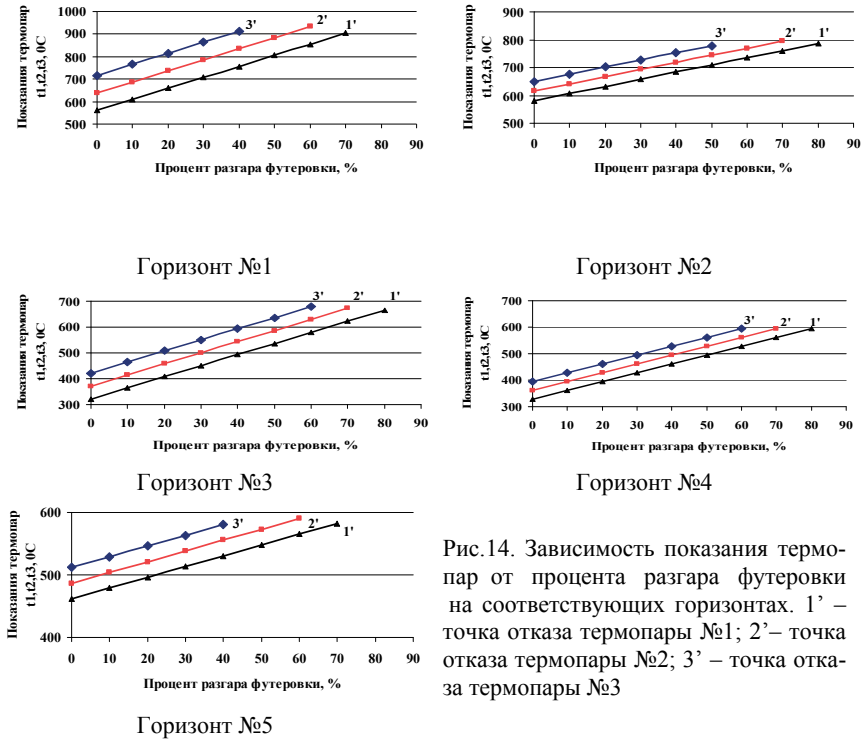 Показания термопар
t1,t2,t3, 0C
1000
900
800
700
600
500
3'
2'
1'
0 10 20 30 40 50 60 70 80 90
Процент разгара футеровки, %
Горизонт №1
Показания термопар
t1,t2,t3, 0C
900
800
700
600
500
3'
2'
1'
0 10 20 30 40 50 60 70 80 90
Процент разгара футеровки, %
Горизонт №2
Показания термопар
t1,t2,t3, 0C
700
600
500
400
300
3'
2'
1'
0 10 20 30 40 50 60 70 80 90
Процент разгара футеровки, %
Горизонт №3
Показания термопар
t1,t2,t3, 0C
700
600
500
400
300
3'
2'
1'
0 10 20 30 40 50 60 70 80 90
Процент разгара футеровки, %
Горизонт №4
Показания термопар
t1,t2,t3, 0C
600
500
400
3'
2'
1'
0 10 20 30 40 50 60 70 80 90
Процент разгара футеровки, %
Горизонт №5
Рис.14. Зависимость показания термо-
пар от процента разгара футеровки
на соответствующих горизонтах. 1’ –
точка отказа термопары №1; 2’– точка
отказа термопары №2; 3’ – точка отка-
за термопары №3